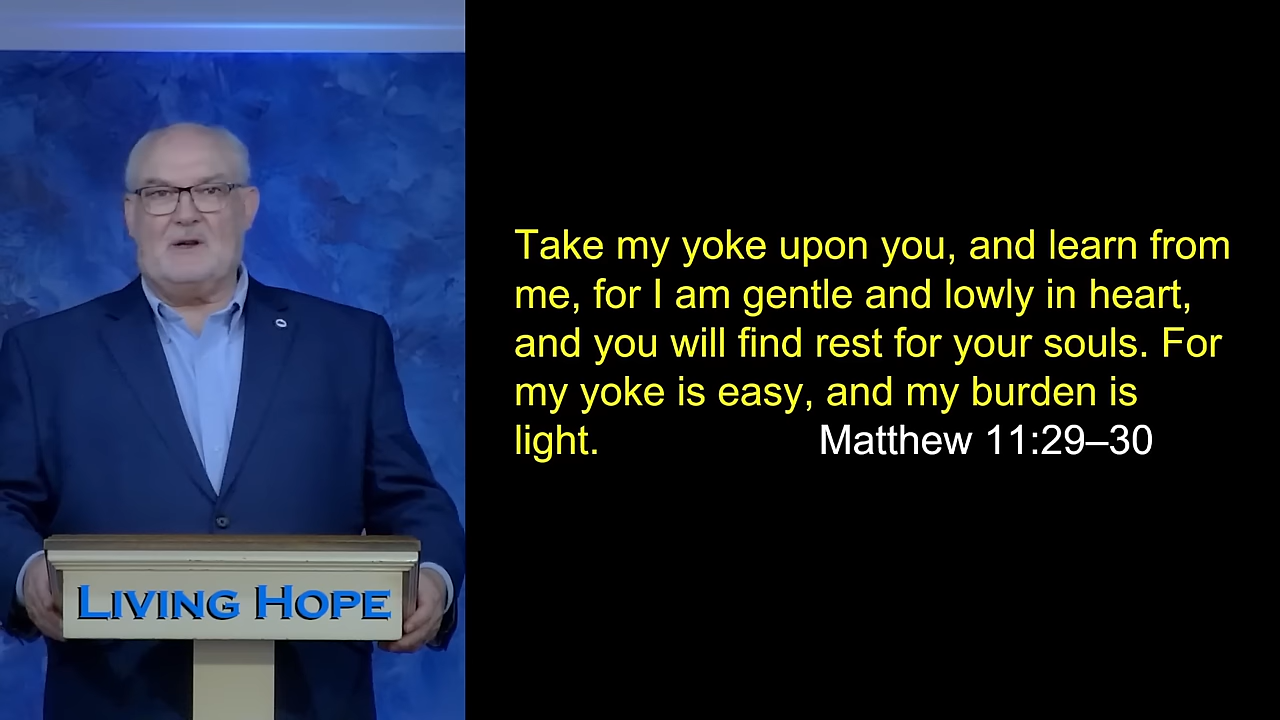 Take my yoke upon you, and learn from
me, for I am gentle and lowly in heart,
and you will find rest for your souls. For
my yoke is easy, and my burden is
light. Matthew 11:29–30
LIVING HOPE